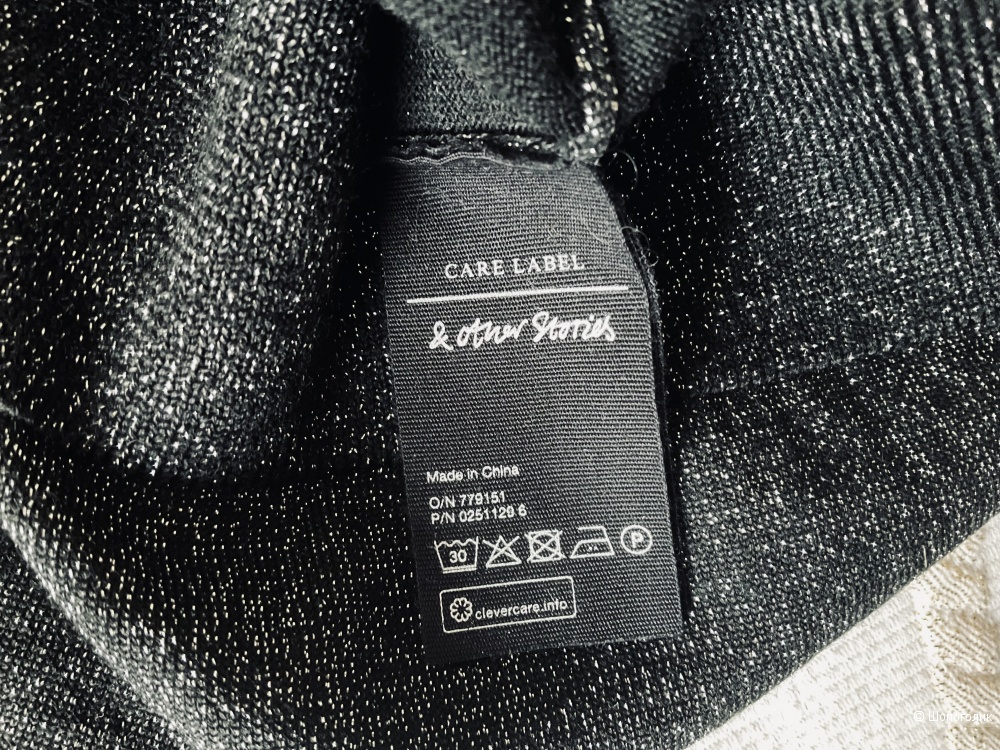 CARE LABEL
& other Stories
Made in China
O/N 779151
P/N 0251129 6
30
P
clevercare.info
© Шопоголик